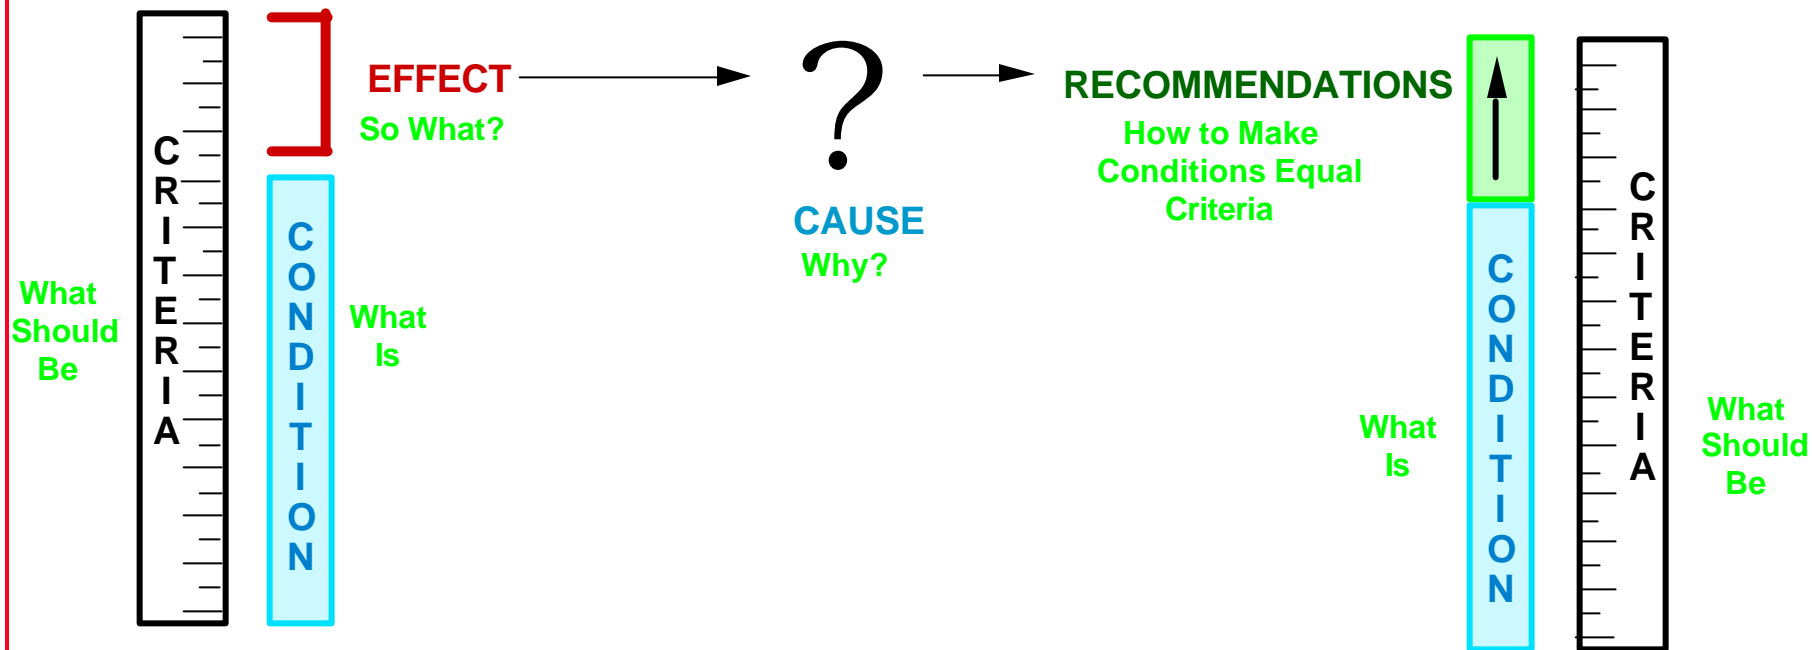 What
Should
Be
CRITERIA
CONDITION
What
Is
EFFECT
So What?
?
CAUSE
Why?
RECOMMENDATIONS
How to Make
Conditions Equal
Criteria
What
Is
CONDITION
CRITERIA
What
Should
Be